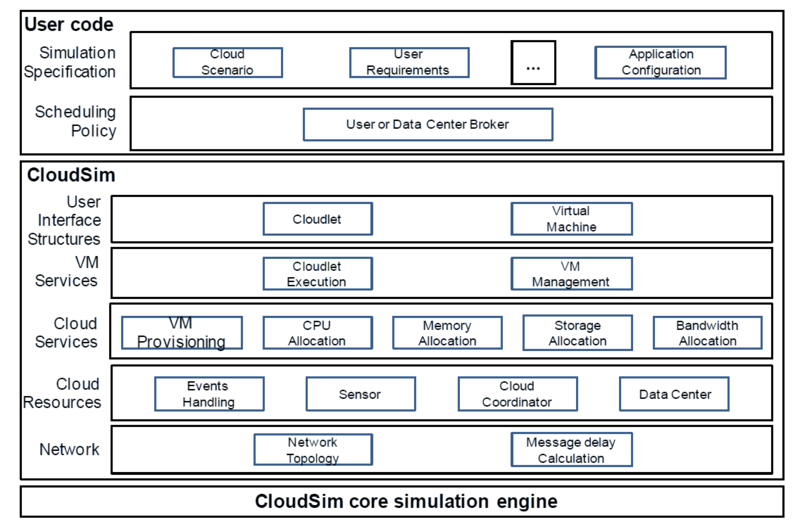 User code
Simulation
Specification
Cloud
Scenario
User
Requirements
...
Application
Configuration
Scheduling
Policy
User or Data Center Broker
CloudSim
User
Interface
Structures
Cloudlet
Virtual
Machine
VM
Services
Cloudlet
Execution
VM
Management
Cloud
Services
VM
Provisioning
CPU
Allocation
Memory
Allocation
Storage
Allocation
Bandwidth
Allocation
Cloud
Resources
Events
Handling
Sensor
Cloud
Coordinator
Data Center
Network
Network
Topology
Message delay
Calculation
CloudSim core simulation engine